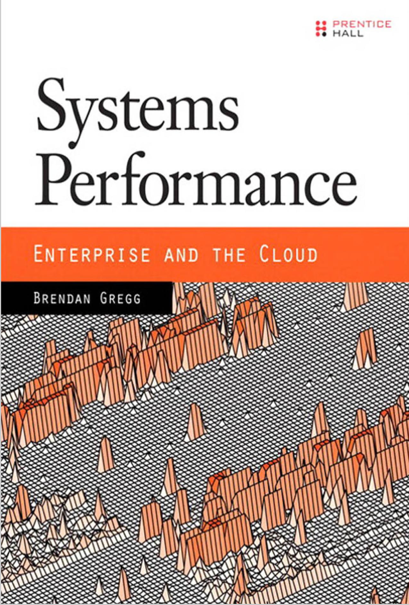 PRENTICE
HALL
Systems
Performance
Enterprise and the Cloud
Brendan Gregg